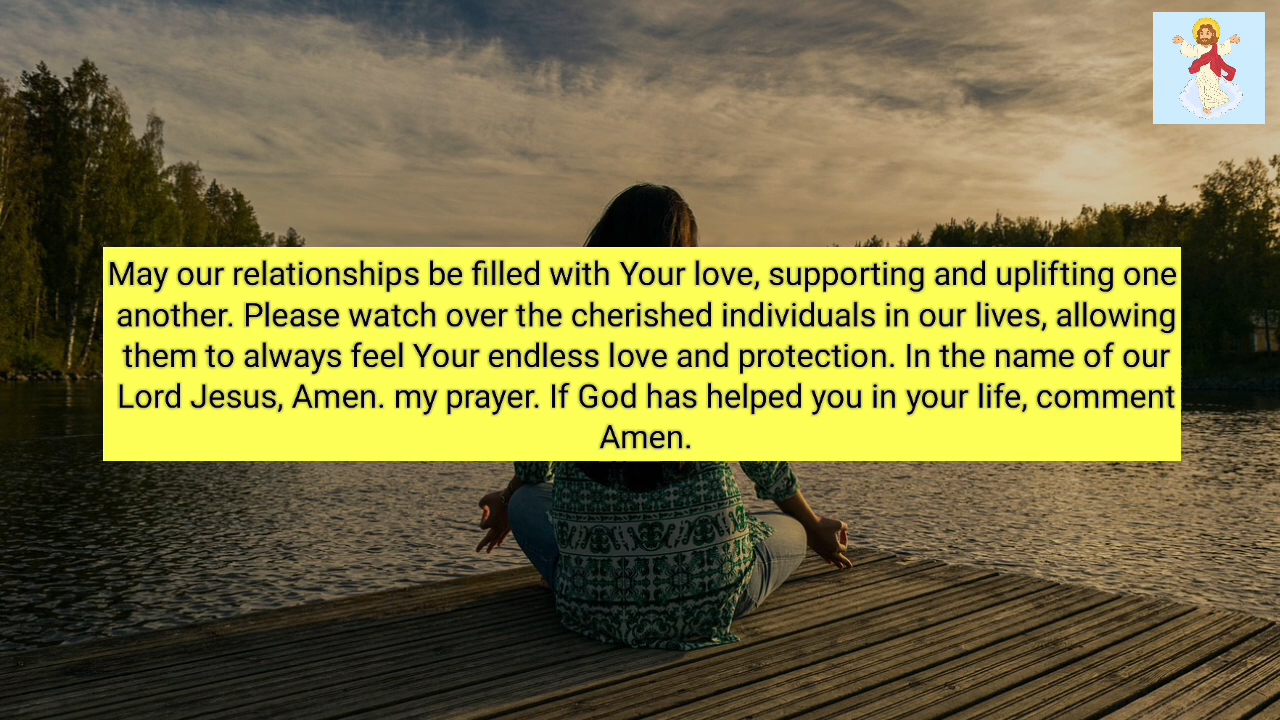 May our relationships be filled with Your love, supporting and uplifting one
another. Please watch over the cherished individuals in our lives, allowing
them to always feel Your endless love and protection. In the name of our
Lord Jesus, Amen. my prayer. If God has helped you in your life, comment
Amen.